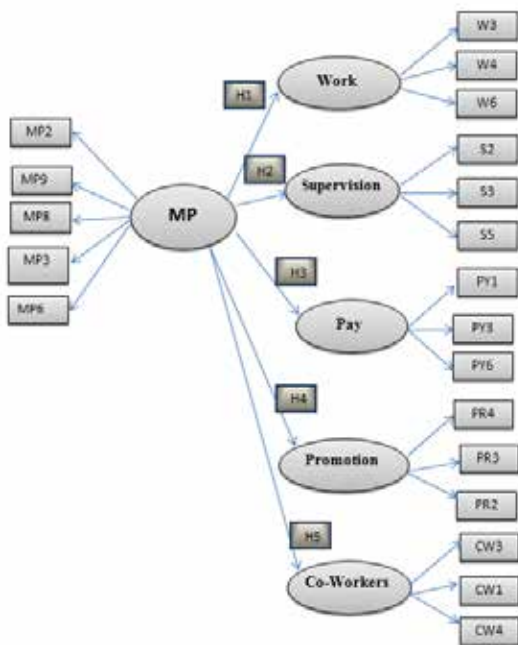 W3
Work
W4
H1
W6
MP2
S2
H2
MP9
Supervision
S3
MP8
MP
S5
MP3
H3
PY1
MP6
Pay
PY3
PY6
H4
PR4
Promotion
PR3
PR2
H5
CW3
Co-Workers
CW1
CW4